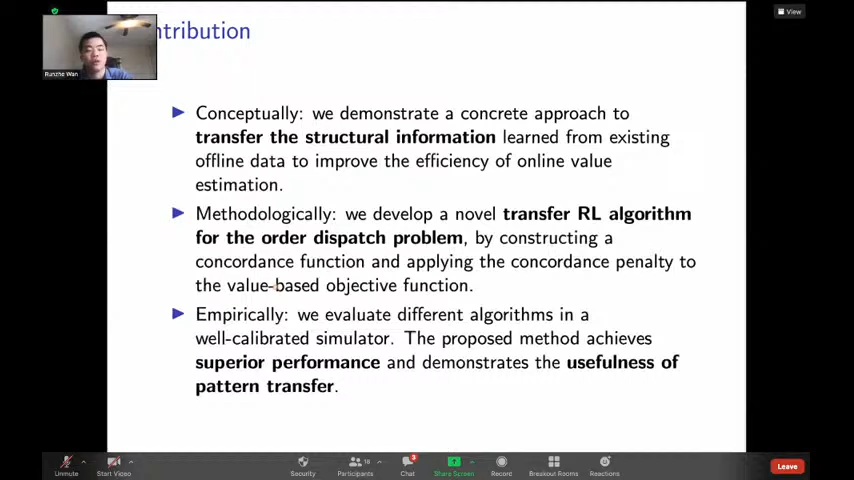 View
ntribution
Runzhe Wan
Conceptually: we demonstrate a concrete approach to
transfer the structural information learned from existing
offline data to improve the efficiency of online value
estimation.
Methodologically: we develop a novel transfer RL algorithm
for the order dispatch problem, by constructing a
concordance function and applying the concordance penalty to
the value-based objective function.
Empirically: we evaluate different algorithms in a
well-calibrated simulator. The proposed method achieves
superior performance and demonstrates the usefulness of
pattern transfer.
Unmute Start Video Security Participants 18 Chat 3 Share Screen Record Breakout Rooms Reactions Leave